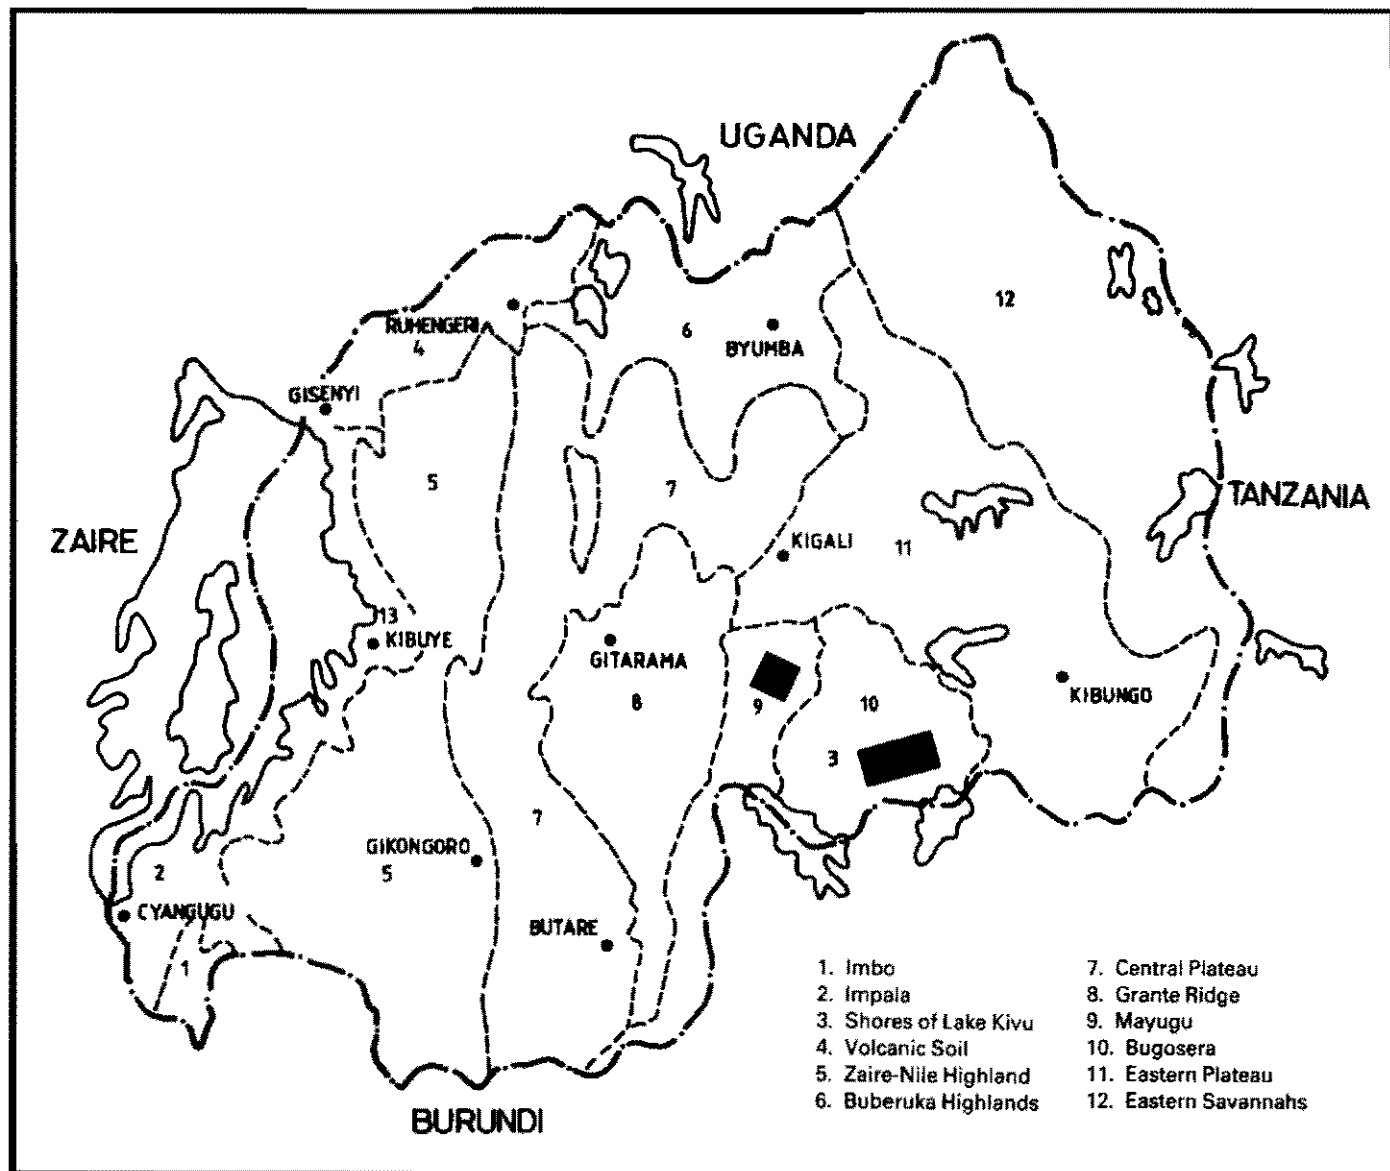 UGANDA
12
RUHENGERI
4
6
BYUMBA
GISENYI
5
7
TANZANIA
ZAIRE
KIGALI
11
13
KIBUYE
GITARAMA
8
9
10
KIBUNGO
3
7
GIKONGORO
5
2
CYANGUGU
BUTARE
1
1. Imbo
2. Impala
3. Shores of Lake Kivu
4. Volcanic Soil
5. Zaire-Nile Highland
6. Buberuka Highlands
7. Central Plateau
8. Grante Ridge
9. Mayugu
10. Bugosera
11. Eastern Plateau
12. Eastern Savannahs
BURUNDI